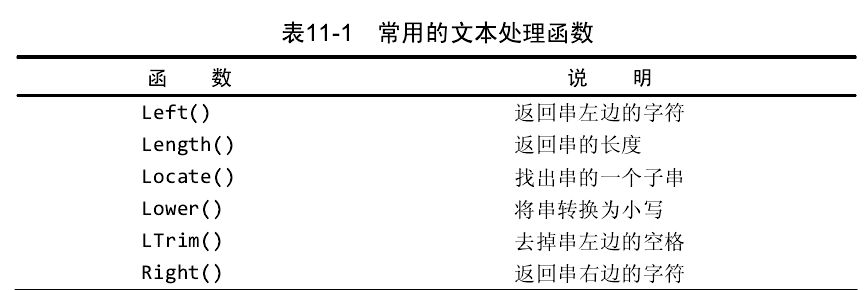 表11-1 常用的文本处理函数
函 数 说 明
Left() 返回串左边的字符
Length() 返回串的长度
Locate() 找出串的一个子串
Lower() 将串转换为小写
LTrim() 去掉串左边的空格
Right() 返回串右边的字符